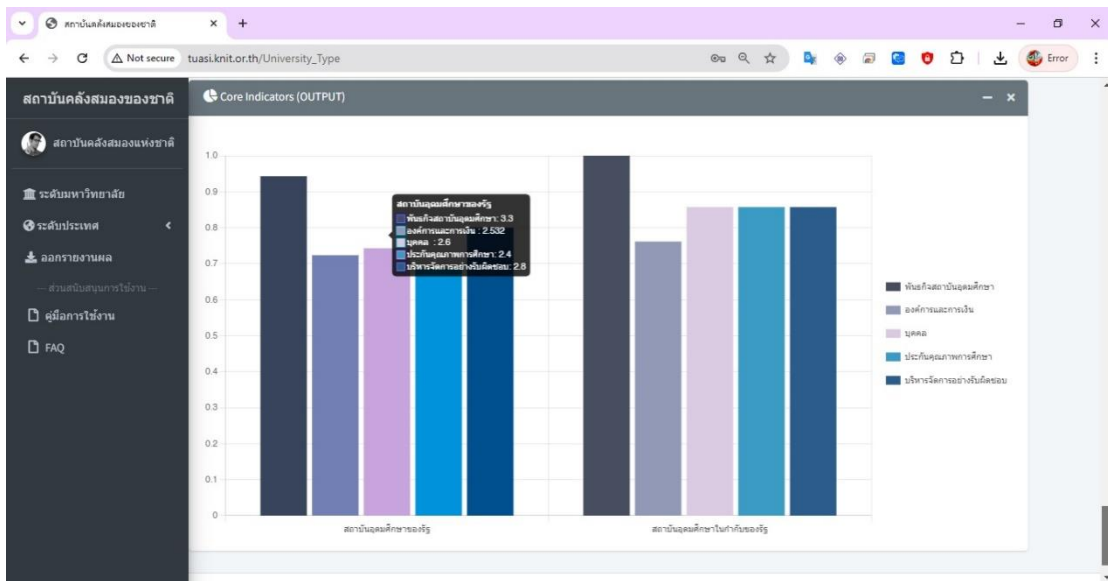 สถาบันคลังสมองของชาติ
Not secure
tuasi.knit.or.th/University_Type
Error
สถาบันคลังสมองของชาติ
สถาบันคลังสมองแห่งชาติ
ระดับมหาวิทยาลัย
ระดับประเทศ
ออกรายงานผล
--- ส่วนสนับสนุนการใช้งาน ---
คู่มือการใช้งาน
FAQ
Core Indicators (OUTPUT)
1.0
0.9
0.8
0.7
0.6
0.5
0.4
0.3
0.2
0.1
0
สถาบันอุดมศึกษาของรัฐ
พันธกิจสถาบันอุดมศึกษา: 3.3
องค์การและการเงิน : 2.532
บุคคล : 2.6
ประกันคุณภาพการศึกษา: 2.4
บริหารจัดการอย่างรับผิดชอบ: 2.8
พันธกิจสถาบันอุดมศึกษา
องค์การและการเงิน
บุคคล
ประกันคุณภาพการศึกษา
บริหารจัดการอย่างรับผิดชอบ
สถาบันอุดมศึกษาของรัฐ
สถาบันอุดมศึกษาในกำกับของรัฐ